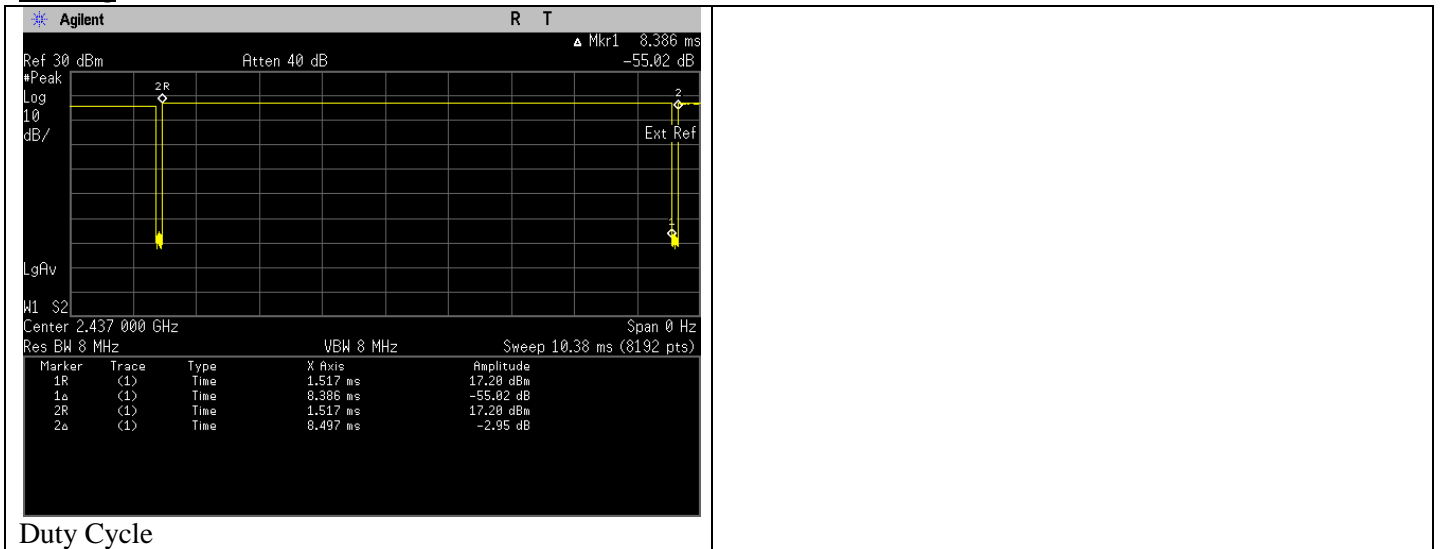 Agilent R T
Δ Mkr1 8.386 ms
Ref 30 dBm Atten 40 dB -55.02 dB
#Peak
Log
10
dB/
2R
2
Ext Ref
1
LgAv
W1 S2
Center 2.437 000 GHz Span 0 Hz
Res BW 8 MHz VBW 8 MHz Sweep 10.38 ms (8192 pts)
Marker Trace Type X Axis Amplitude
1R (1) Time 1.517 ms 17.20 dBm
1Δ (1) Time 8.386 ms -55.02 dB
2R (1) Time 1.517 ms 17.20 dBm
2Δ (1) Time 8.497 ms -2.95 dB
Duty Cycle